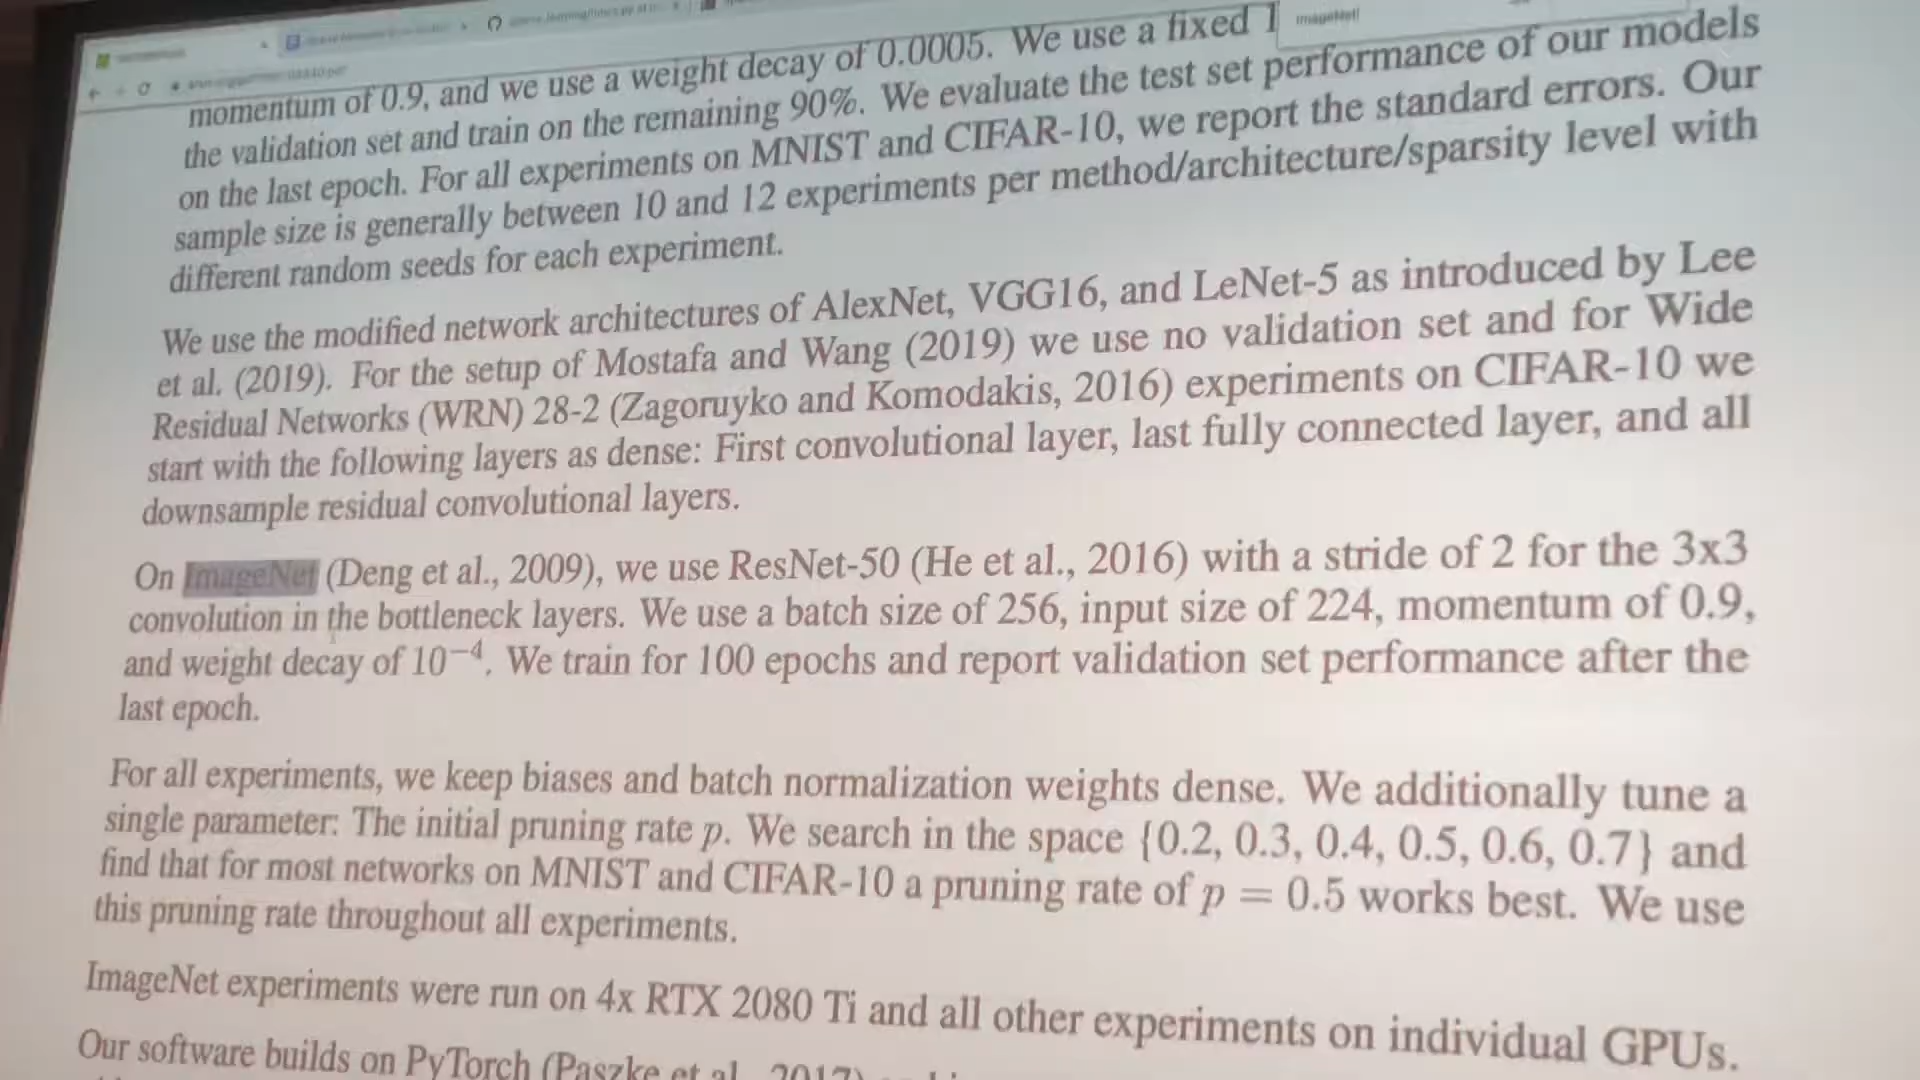 ImageNet
momentum of 0.9, and we use a weight decay of 0.0005. We use a fixed 1
the validation set and train on the remaining 90%. We evaluate the test set performance of our models
on the last epoch. For all experiments on MNIST and CIFAR-10, we report the standard errors. Our
sample size is generally between 10 and 12 experiments per method/architecture/sparsity level with
different random seeds for each experiment.
We use the modified network architectures of AlexNet, VGG16, and LeNet-5 as introduced by Lee
et al. (2019). For the setup of Mostafa and Wang (2019) we use no validation set and for Wide
Residual Networks (WRN) 28-2 (Zagoruyko and Komodakis, 2016) experiments on CIFAR-10 we
start with the following layers as dense: First convolutional layer, last fully connected layer, and all
downsample residual convolutional layers.
On ImageNet (Deng et al., 2009), we use ResNet-50 (He et al., 2016) with a stride of 2 for the 3x3
convolution in the bottleneck layers. We use a batch size of 256, input size of 224, momentum of 0.9,
and weight decay of 10⁻⁴. We train for 100 epochs and report validation set performance after the
last epoch.
For all experiments, we keep biases and batch normalization weights dense. We additionally tune a
single parameter: The initial pruning rate p. We search in the space {0.2, 0.3, 0.4, 0.5, 0.6, 0.7} and
find that for most networks on MNIST and CIFAR-10 a pruning rate of p = 0.5 works best. We use
this pruning rate throughout all experiments.
ImageNet experiments were run on 4x RTX 2080 Ti and all other experiments on individual GPUs.
Our software builds on PyTorch (Paszke et al., 2017)